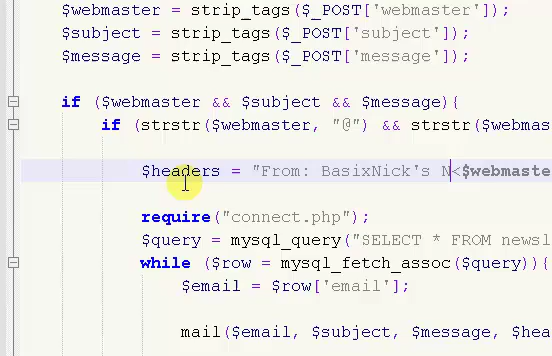 $webmaster = strip_tags($_POST['webmaster']);
$subject = strip_tags($_POST['subject']);
$message = strip_tags($_POST['message']);
if ($webmaster && $subject && $message){
if (strstr($webmaster, "@") && strstr($webmas
$headers = "From: BasixNick's N<$webmaste
require("connect.php");
$query = mysql_query("SELECT * FROM newsl
while ($row = mysql_fetch_assoc($query)){
$email = $row['email'];
mail($email, $subject, $message, $hea